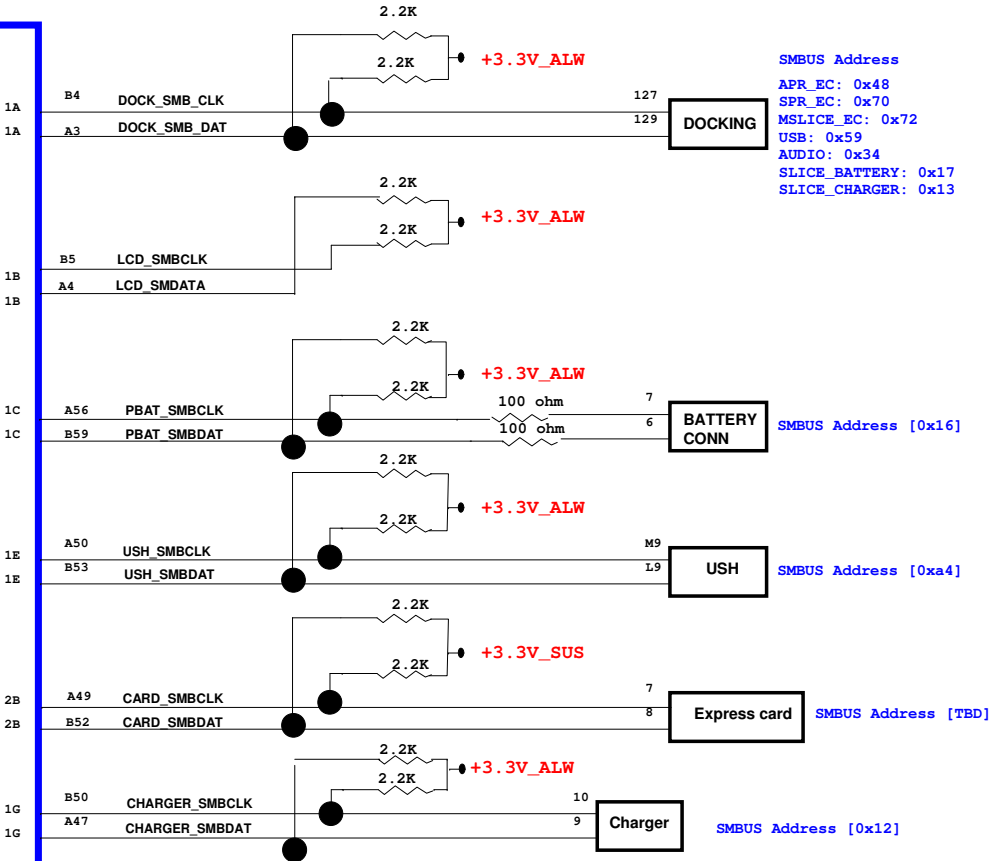 2.2K
2.2K
+3.3V_ALW
SMBUS Address
APR_EC: 0x48
SPR_EC: 0x70
MSLICE_EC: 0x72
USB: 0x59
AUDIO: 0x34
SLICE_BATTERY: 0x17
SLICE_CHARGER: 0x13
1A B4 DOCK_SMB_CLK 127
1A A3 DOCK_SMB_DAT 129
DOCKING
2.2K
2.2K
+3.3V_ALW
1B B5 LCD_SMBCLK
1B A4 LCD_SMDATA
2.2K
2.2K
+3.3V_ALW
1C A56 PBAT_SMBCLK 100 ohm 7
1C B59 PBAT_SMBDAT 100 ohm 6
BATTERY
CONN
SMBUS Address [0x16]
2.2K
2.2K
+3.3V_ALW
1E A50 USH_SMBCLK M9
1E B53 USH_SMBDAT L9
USH
SMBUS Address [0xa4]
2.2K
2.2K
+3.3V_SUS
2B A49 CARD_SMBCLK 7
2B B52 CARD_SMBDAT 8
Express card
SMBUS Address [TBD]
2.2K
2.2K
+3.3V_ALW
1G B50 CHARGER_SMBCLK 10
1G A47 CHARGER_SMBDAT 9
Charger
SMBUS Address [0x12]